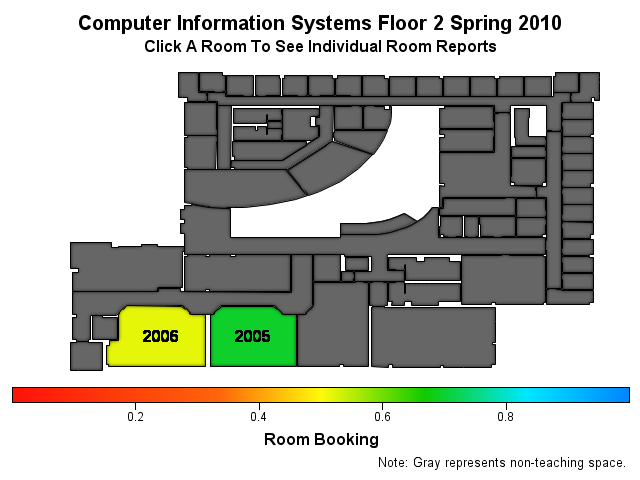 Computer Information Systems Floor 2 Spring 2010
Click A Room To See Individual Room Reports
2006 2005
0.2 0.4 0.6 0.8
Room Booking
Note: Gray represents non-teaching space.